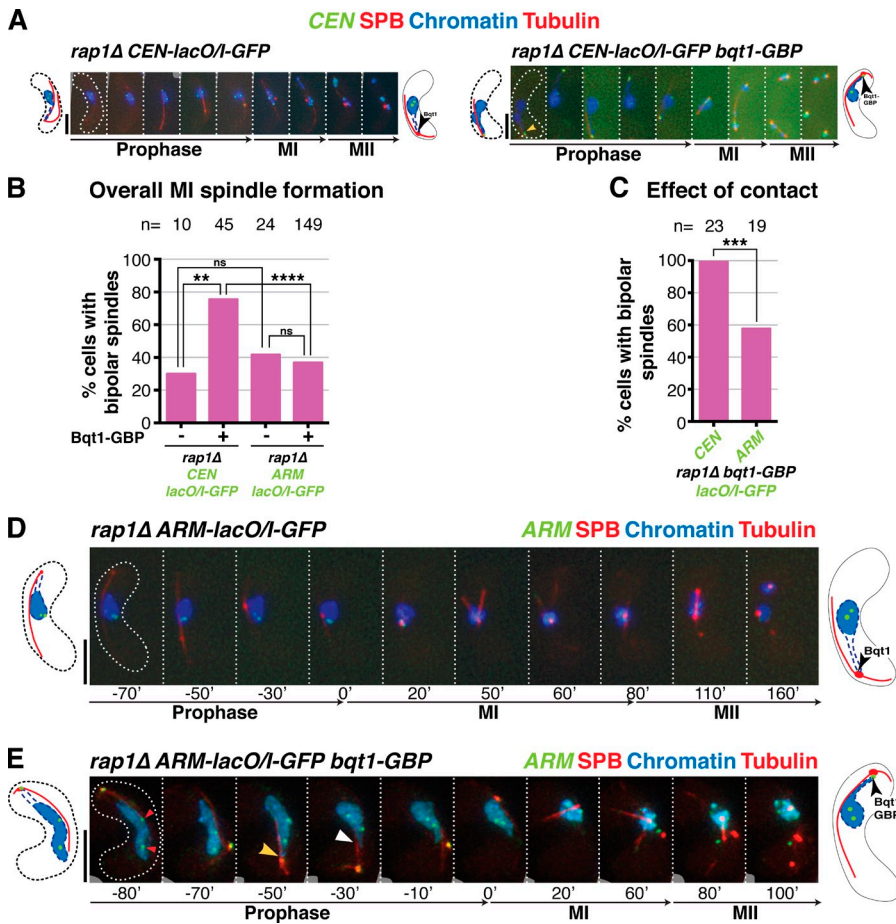 A
CEN SPB Chromatin Tubulin
rap1Δ CEN-lacO/I-GFP
rap1Δ CEN-lacO/I-GFP bqt1-GBP
Bqt1
Bqt1-
GBP
Prophase MI MII
Prophase MI MII
B Overall MI spindle formation
n= 10 45 24 149
% cells with
bipolar spindles
100
80
60
40
20
0
ns
** ****
ns
Bqt1-GBP - + - +
rap1Δ rap1Δ
CEN ARM
lacO/I-GFP lacO/I-GFP
C Effect of contact
n= 23 19
***
% cells with bipolar
spindles
100
80
60
40
20
0
CEN ARM
rap1Δ bqt1-GBP
lacO/I-GFP
D rap1Δ ARM-lacO/I-GFP ARM SPB Chromatin Tubulin
Bqt1
-70’ -50’ -30’ 0’ 20’ 50’ 60’ 80’ 110’ 160’
Prophase MI MII
E rap1Δ ARM-lacO/I-GFP bqt1-GBP ARM SPB Chromatin Tubulin
Bqt1-
GBP
-80’ -70’ -50’ -30’ -10’ 0’ 20’ 60’ 80’ 100’
Prophase MI MII